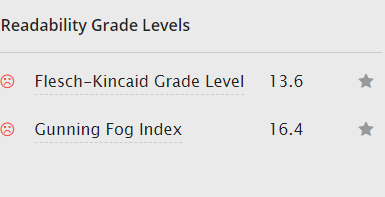 Readability Grade Levels
Flesch-Kincaid Grade Level 13.6
Gunning Fog Index 16.4